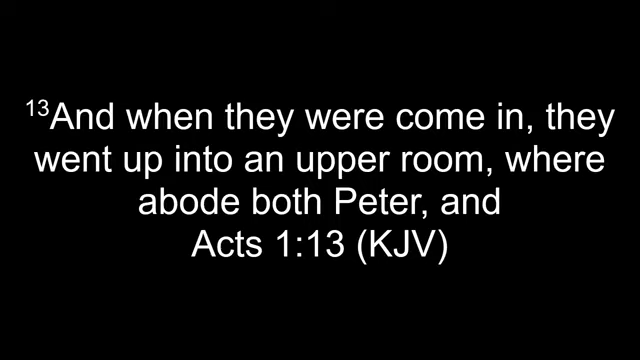 13And when they were come in, they
went up into an upper room, where
abode both Peter, and
Acts 1:13 (KJV)